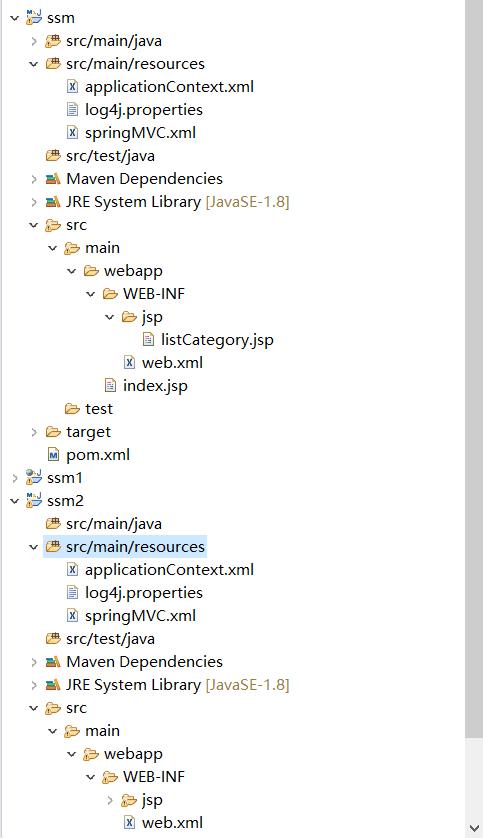 ssm
src/main/java
src/main/resources
applicationContext.xml
log4j.properties
springMVC.xml
src/test/java
Maven Dependencies
JRE System Library [JavaSE-1.8]
src
main
webapp
WEB-INF
jsp
listCategory.jsp
web.xml
index.jsp
test
target
pom.xml
ssm1
ssm2
src/main/java
src/main/resources
applicationContext.xml
log4j.properties
springMVC.xml
src/test/java
Maven Dependencies
JRE System Library [JavaSE-1.8]
src
main
webapp
WEB-INF
jsp
web.xml